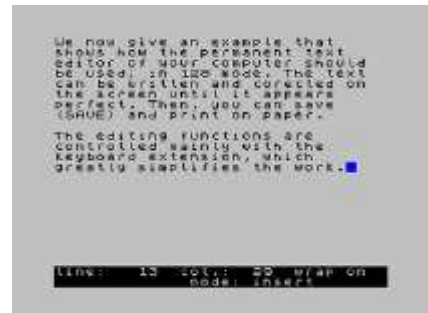 We now give an example that
shows how the permanent text
editor of your computer should
be used, in 128 mode. The text
can be written and corected on
the screen until it appears
perfect. Then, you can save
(SAVE) and print on paper.
The editing functions are
controlled mainly with the
keyboard extension, which
greatly simplifies the work.
line: 13 col.: 29 wrap on
mode: insert